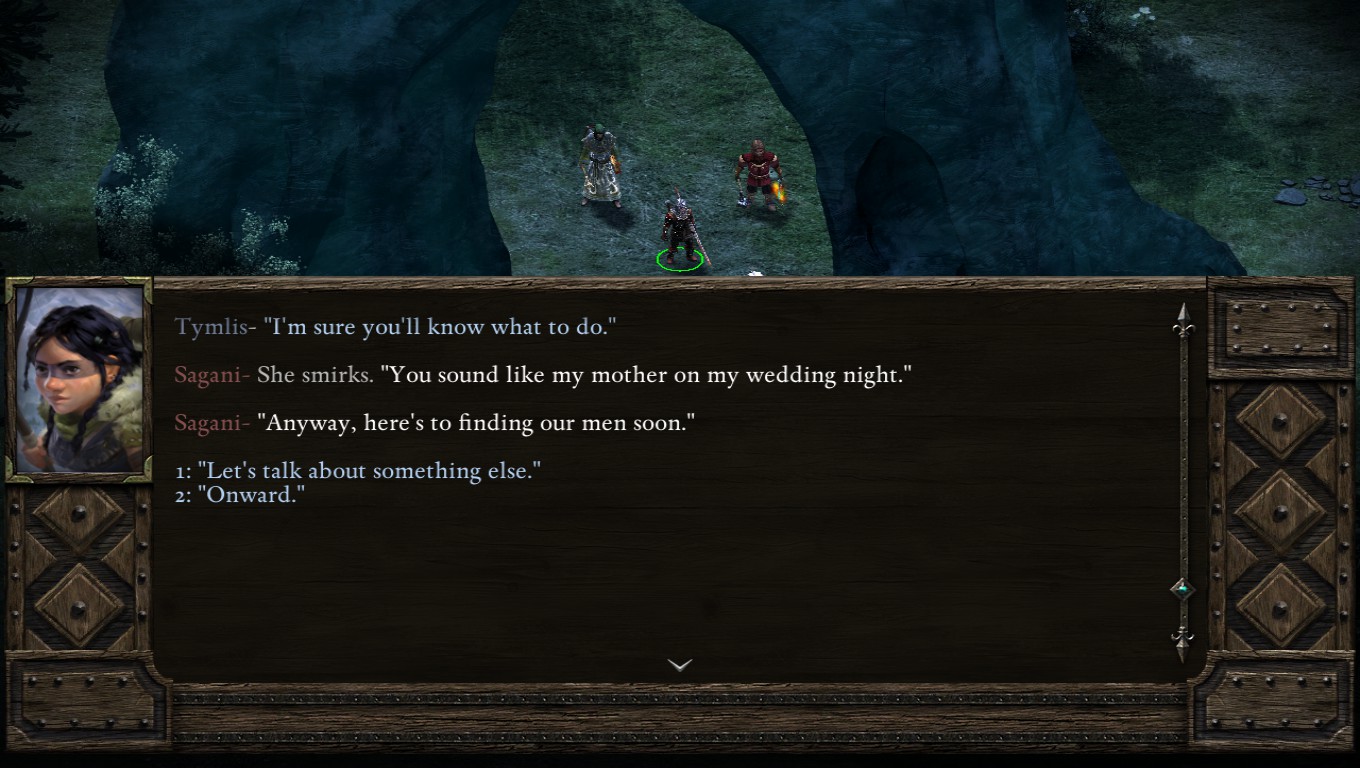 Tymlis- "I'm sure you'll know what to do."
Sagani- She smirks. "You sound like my mother on my wedding night."
Sagani- "Anyway, here's to finding our men soon."
1: "Let's talk about something else."
2: "Onward."